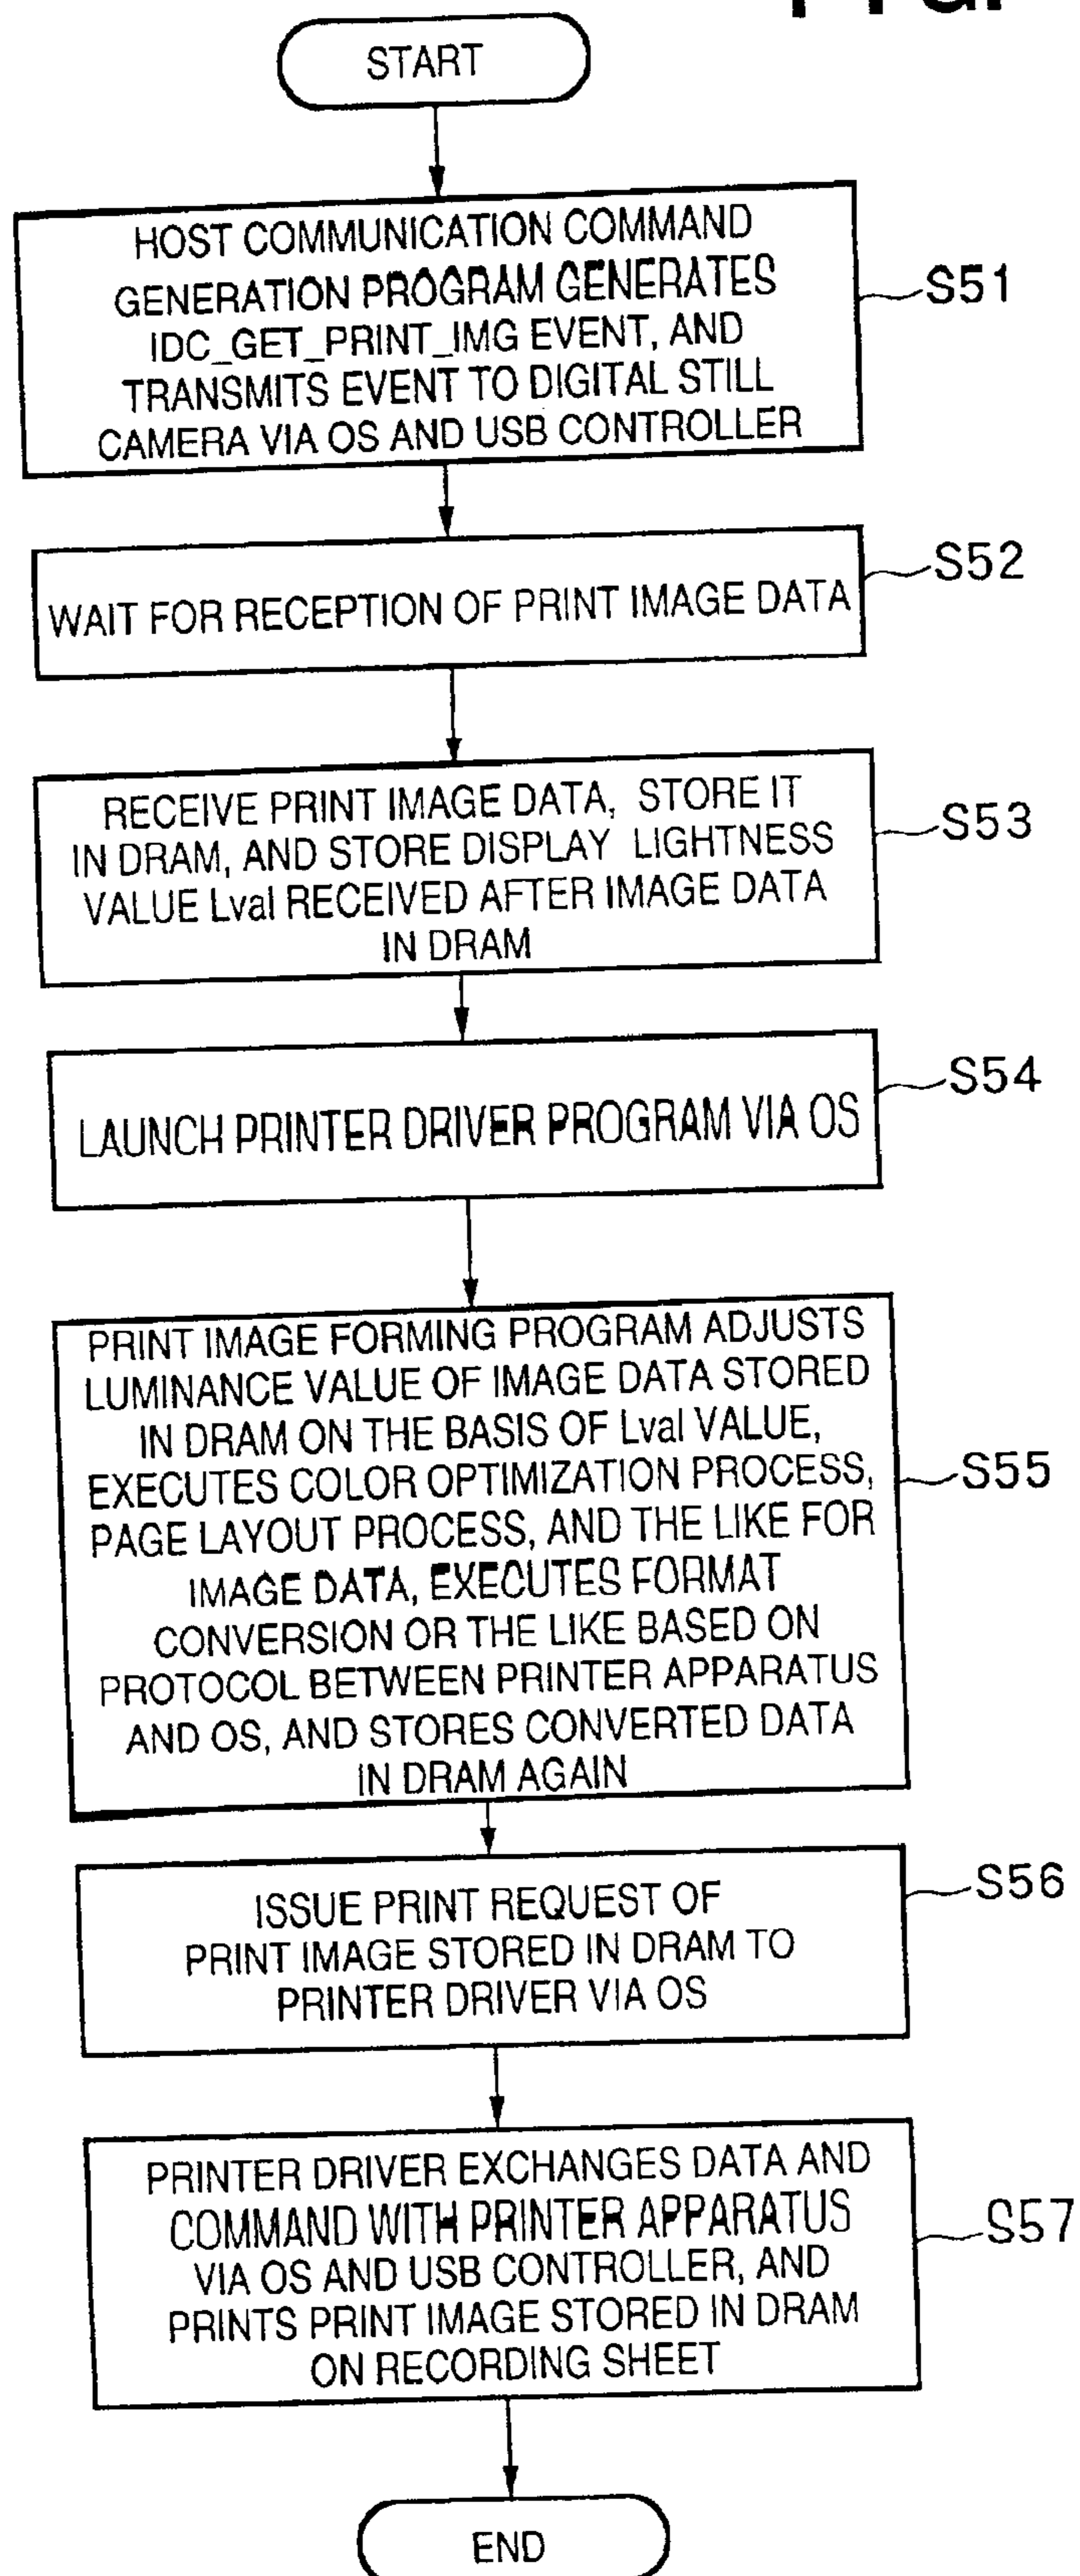 FIG.
START
HOST COMMUNICATION COMMAND
GENERATION PROGRAM GENERATES
IDC_GET_PRINT_IMG EVENT, AND
TRANSMITS EVENT TO DIGITAL STILL
CAMERA VIA OS AND USB CONTROLLER
S51
WAIT FOR RECEPTION OF PRINT IMAGE DATA
S52
RECEIVE PRINT IMAGE DATA, STORE IT
IN DRAM, AND STORE DISPLAY LIGHTNESS
VALUE Lval RECEIVED AFTER IMAGE DATA
IN DRAM
S53
LAUNCH PRINTER DRIVER PROGRAM VIA OS
S54
PRINT IMAGE FORMING PROGRAM ADJUSTS
LUMINANCE VALUE OF IMAGE DATA STORED
IN DRAM ON THE BASIS OF Lval VALUE,
EXECUTES COLOR OPTIMIZATION PROCESS,
PAGE LAYOUT PROCESS, AND THE LIKE FOR
IMAGE DATA, EXECUTES FORMAT
CONVERSION OR THE LIKE BASED ON
PROTOCOL BETWEEN PRINTER APPARATUS
AND OS, AND STORES CONVERTED DATA
IN DRAM AGAIN
S55
ISSUE PRINT REQUEST OF
PRINT IMAGE STORED IN DRAM TO
PRINTER DRIVER VIA OS
S56
PRINTER DRIVER EXCHANGES DATA AND
COMMAND WITH PRINTER APPARATUS
VIA OS AND USB CONTROLLER, AND
PRINTS PRINT IMAGE STORED IN DRAM
ON RECORDING SHEET
S57
END